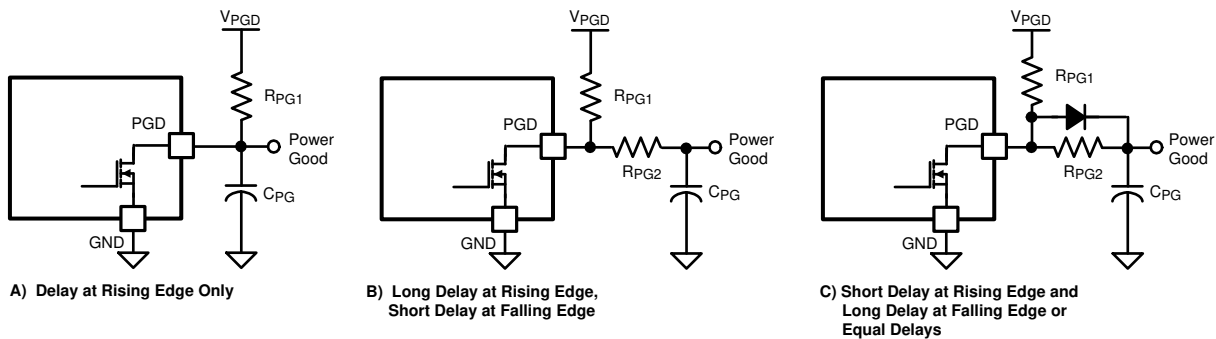 VPGD
RPG1
PGD
Power
Good
CPG
GND
A) Delay at Rising Edge Only
VPGD
RPG1
PGD
Power
Good
RPG2
CPG
GND
B) Long Delay at Rising Edge,
Short Delay at Falling Edge
VPGD
RPG1
PGD
Power
Good
RPG2
CPG
GND
C) Short Delay at Rising Edge and
Long Delay at Falling Edge or
Equal Delays